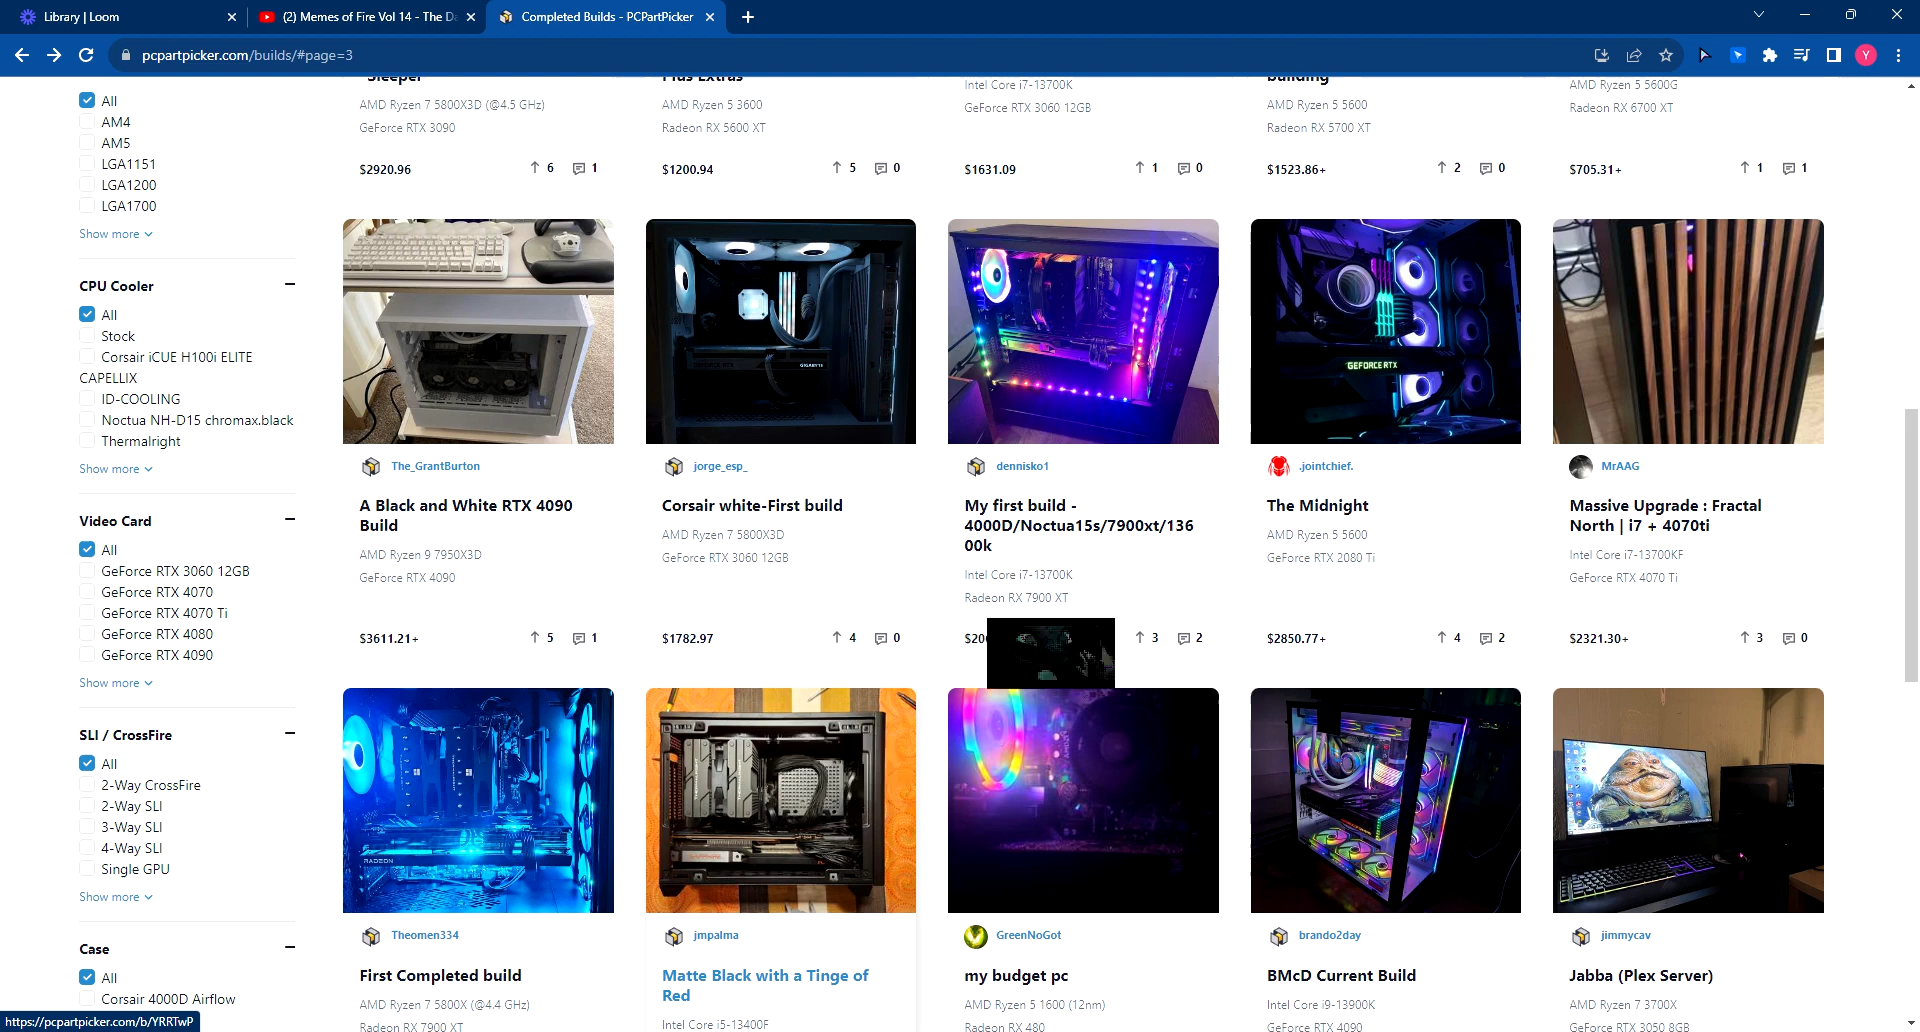 Library | Loom
(2) Memes of Fire Vol 14 - The Da
Completed Builds - PCPartPicker
pcpartpicker.com/builds/#page=3
Y
All
AM4
AM5
LGA1151
LGA1200
LGA1700
Show more
CPU Cooler
All
Stock
Corsair iCUE H100i ELITE
CAPELLIX
ID-COOLING
Noctua NH-D15 chromax.black
Thermalright
Show more
Video Card
All
GeForce RTX 3060 12GB
GeForce RTX 4070
GeForce RTX 4070 Ti
GeForce RTX 4080
GeForce RTX 4090
Show more
SLI / CrossFire
All
2-Way CrossFire
2-Way SLI
3-Way SLI
4-Way SLI
Single GPU
Show more
Case
All
Corsair 4000D Airflow
https://pcpartpicker.com/b/YRRTwP
Sleeper
AMD Ryzen 7 5800X3D (@4.5 GHz)
GeForce RTX 3090
$2920.96 6 1
Plus Extras
AMD Ryzen 5 3600
Radeon RX 5600 XT
$1200.94 5 0
Intel Core i7-13700K
GeForce RTX 3060 12GB
$1631.09 1 0
building
AMD Ryzen 5 5600
Radeon RX 5700 XT
$1523.86+ 2 0
AMD Ryzen 5 5600G
Radeon RX 6700 XT
$705.31+ 1 1
The_GrantBurton
A Black and White RTX 4090
Build
AMD Ryzen 9 7950X3D
GeForce RTX 4090
$3611.21+ 5 1
GIGABYTE
jorge_esp_
Corsair white-First build
AMD Ryzen 7 5800X3D
GeForce RTX 3060 12GB
$1782.97 4 0
dennisko1
My first build -
4000D/Noctua15s/7900xt/136
00k
Intel Core i7-13700K
Radeon RX 7900 XT
$200 3 2
GEFORCE RTX
.jointchief.
The Midnight
AMD Ryzen 5 5600
GeForce RTX 2080 Ti
$2850.77+ 4 2
MrAAG
Massive Upgrade : Fractal
North | i7 + 4070ti
Intel Core i7-13700KF
GeForce RTX 4070 Ti
$2321.30+ 3 0
RADEON
Theomen334
First Completed build
AMD Ryzen 7 5800X (@4.4 GHz)
Radeon RX 7900 XT
jmpalma
Matte Black with a Tinge of
Red
Intel Core i5-13400F
GreenNoGot
my budget pc
AMD Ryzen 5 1600 (12nm)
Radeon RX 480
brando2day
BMcD Current Build
Intel Core i9-13900K
GeForce RTX 4090
jimmycav
Jabba (Plex Server)
AMD Ryzen 7 3700X
GeForce RTX 3050 8GB